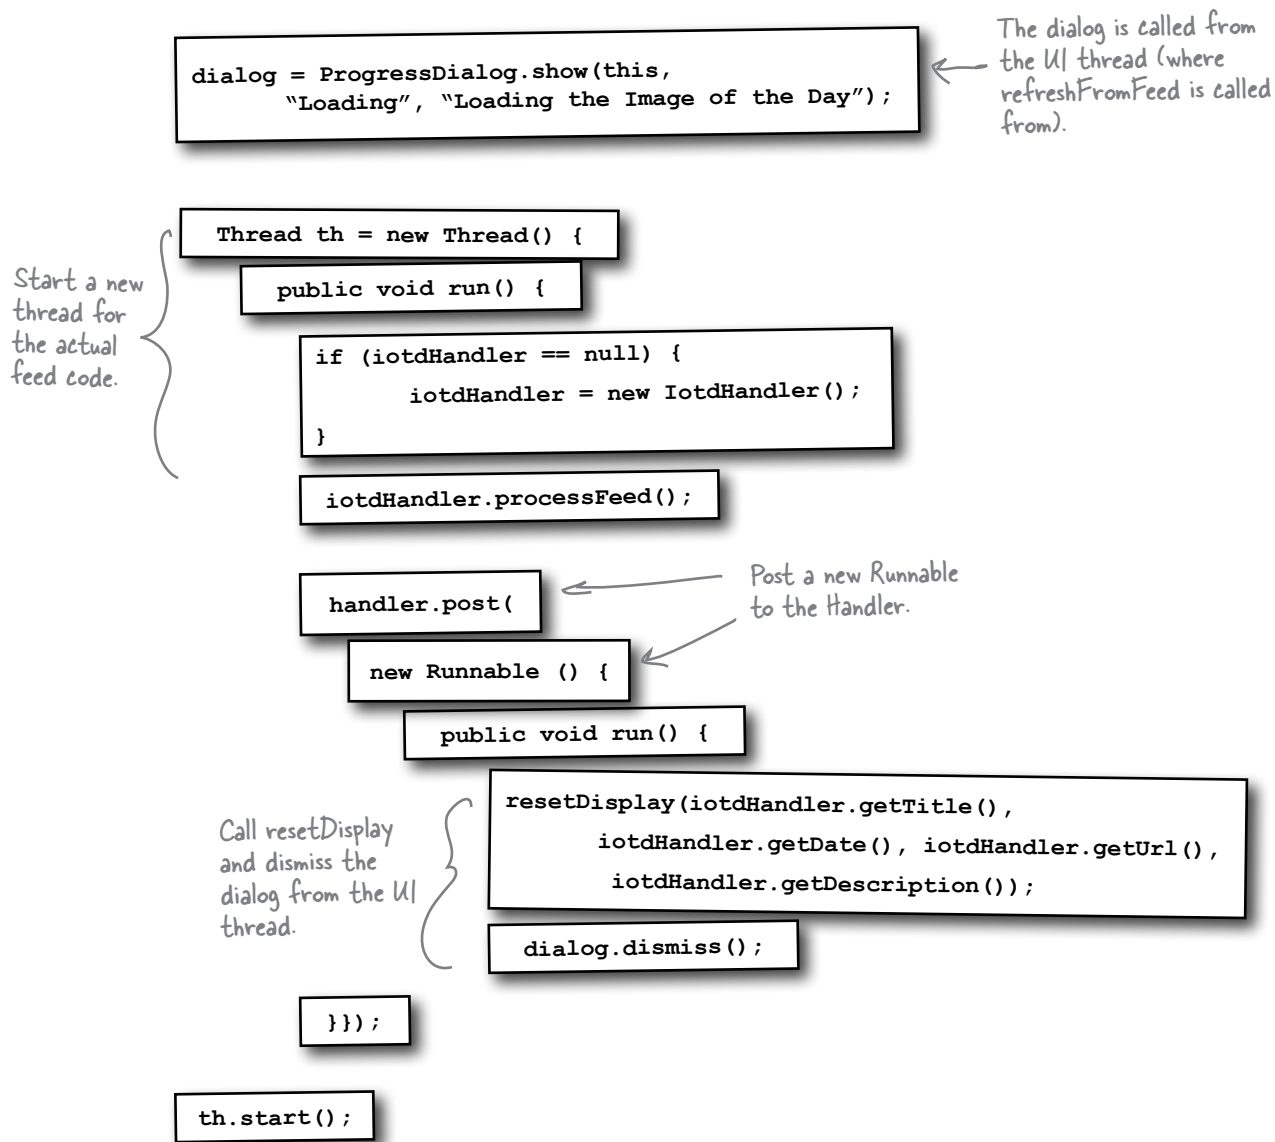 dialog = ProgressDialog.show(this,
“Loading”, “Loading the Image of the Day”);
The dialog is called from
the UI thread (where
refreshFromFeed is called
from).
Thread th = new Thread() {
public void run() {
Start a new
thread for
the actual
feed code.
if (iotdHandler == null) {
iotdHandler = new IotdHandler();
}
iotdHandler.processFeed();
handler.post(
Post a new Runnable
to the Handler.
new Runnable () {
public void run() {
resetDisplay(iotdHandler.getTitle(),
iotdHandler.getDate(), iotdHandler.getUrl(),
iotdHandler.getDescription());
Call resetDisplay
and dismiss the
dialog from the UI
thread.
dialog.dismiss();
}});
th.start();